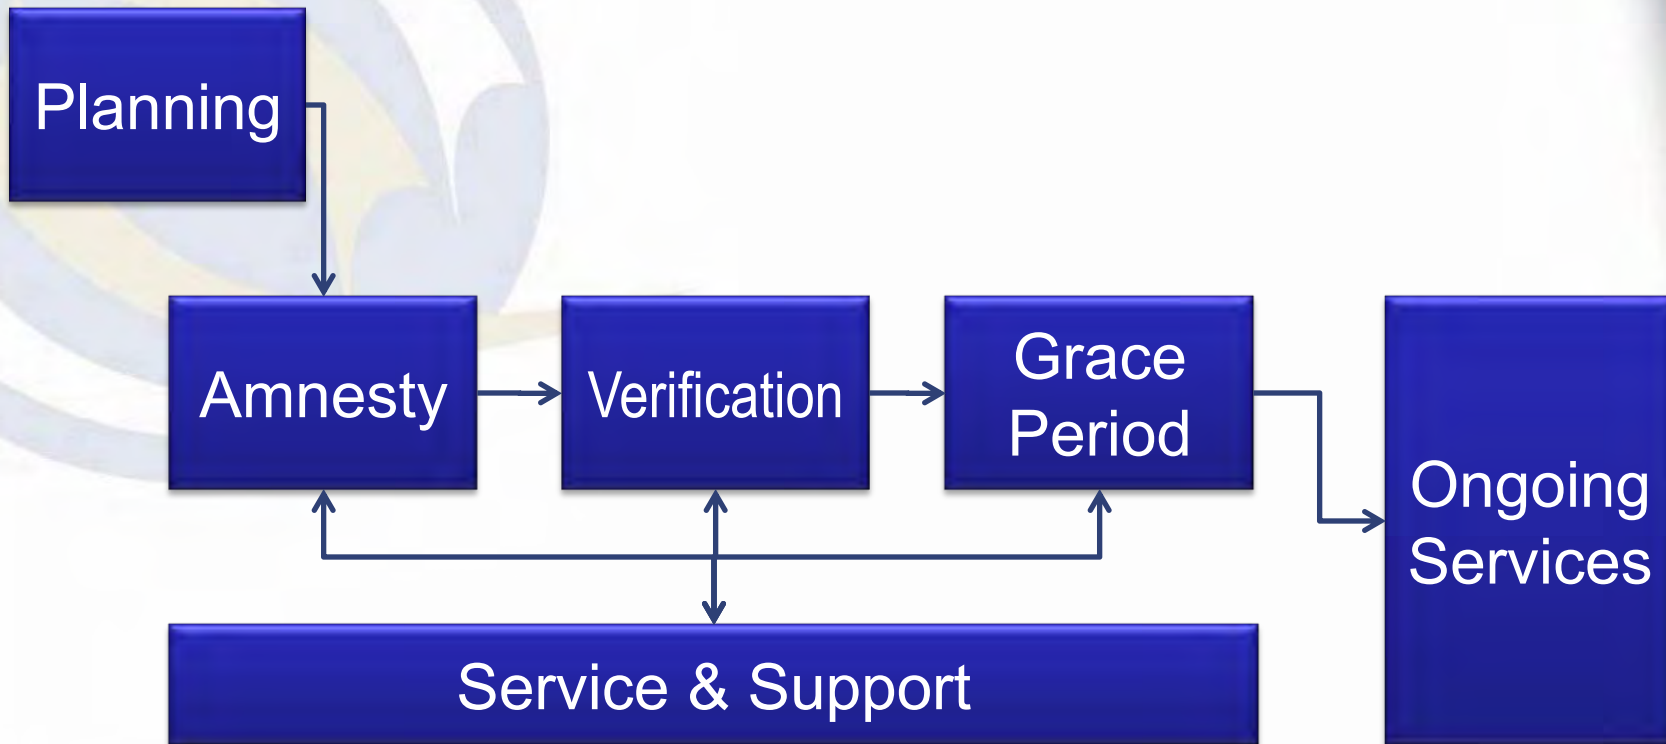 Planning
Amnesty
Verification
Grace
Period
Ongoing
Services
Service & Support